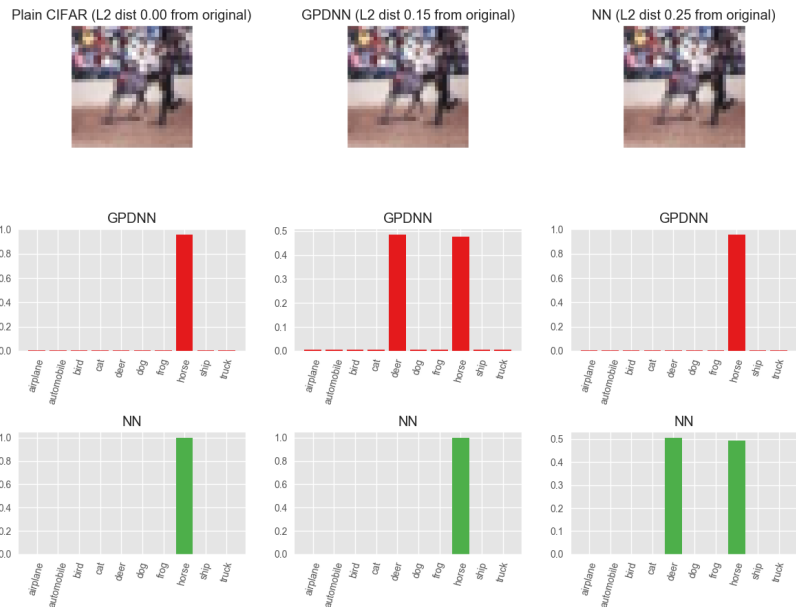 Plain CIFAR (L2 dist 0.00 from original)
GPDNN (L2 dist 0.15 from original)
NN (L2 dist 0.25 from original)
GPDNN
GPDNN
GPDNN
1.0
0.8
0.6
0.4
0.2
0.0
0.5
0.4
0.3
0.2
0.1
0.0
1.0
0.8
0.6
0.4
0.2
0.0
airplane
automobile
bird
cat
deer
dog
frog
horse
ship
truck
airplane
automobile
bird
cat
deer
dog
frog
horse
ship
truck
airplane
automobile
bird
cat
deer
dog
frog
horse
ship
truck
NN
NN
NN
1.0
0.8
0.6
0.4
0.2
0.0
1.0
0.8
0.6
0.4
0.2
0.0
0.5
0.4
0.3
0.2
0.1
0.0
airplane
automobile
bird
cat
deer
dog
frog
horse
ship
truck
airplane
automobile
bird
cat
deer
dog
frog
horse
ship
truck
airplane
automobile
bird
cat
deer
dog
frog
horse
ship
truck